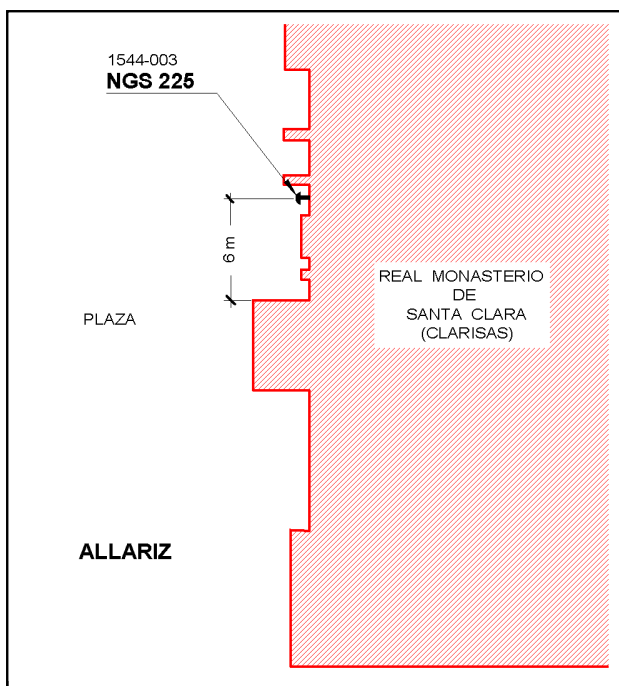 1544-003
NGS 225
6 m
REAL MONASTERIO
DE
SANTA CLARA
(CLARISAS)
PLAZA
ALLARIZ